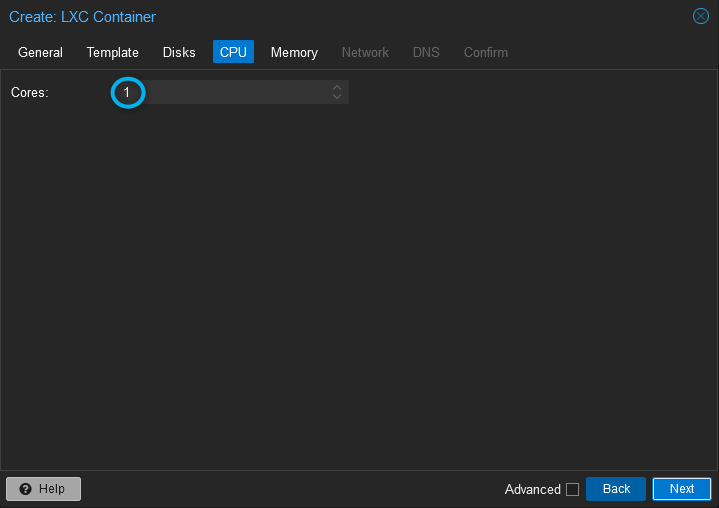 Create: LXC Container
General Template Disks CPU Memory Network DNS Confirm
Cores: 1
Help Advanced Back Next